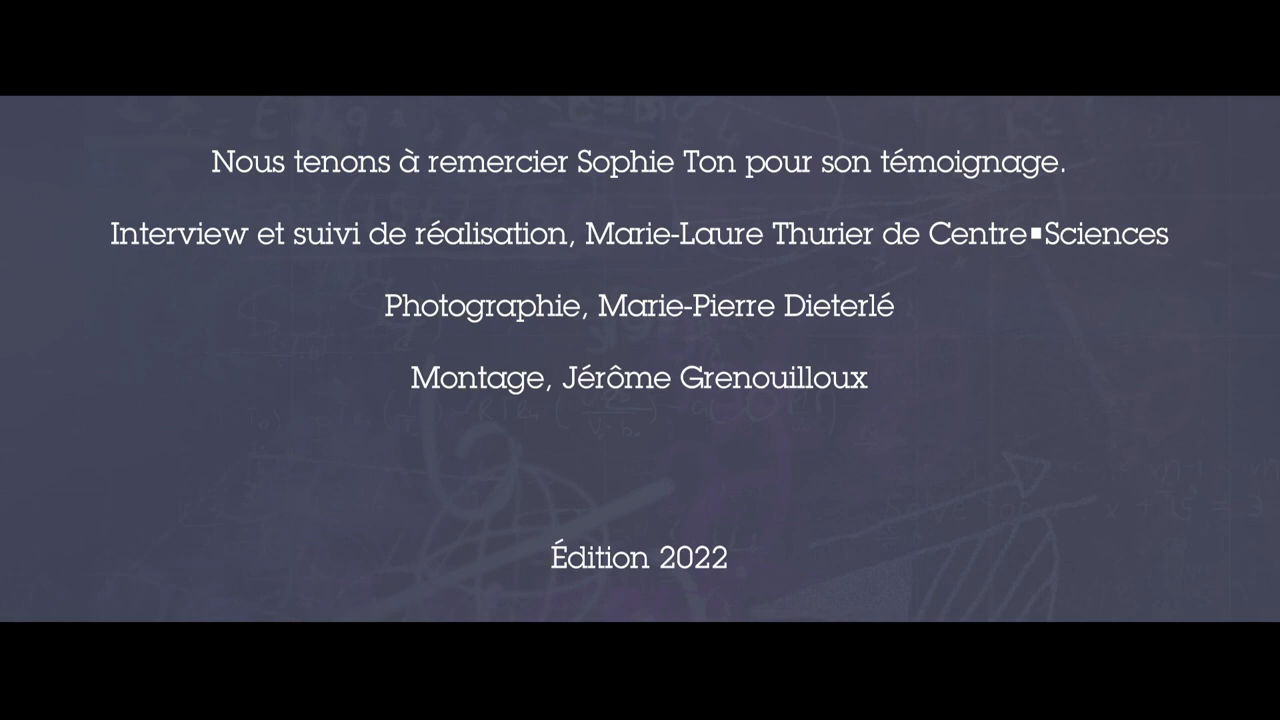 Nous tenons à remercier Sophie Ton pour son témoignage.
Interview et suivi de réalisation, Marie-Laure Thurier de Centre▪Sciences
Photographie, Marie-Pierre Dieterlé
Montage, Jérôme Grenouilloux
Édition 2022